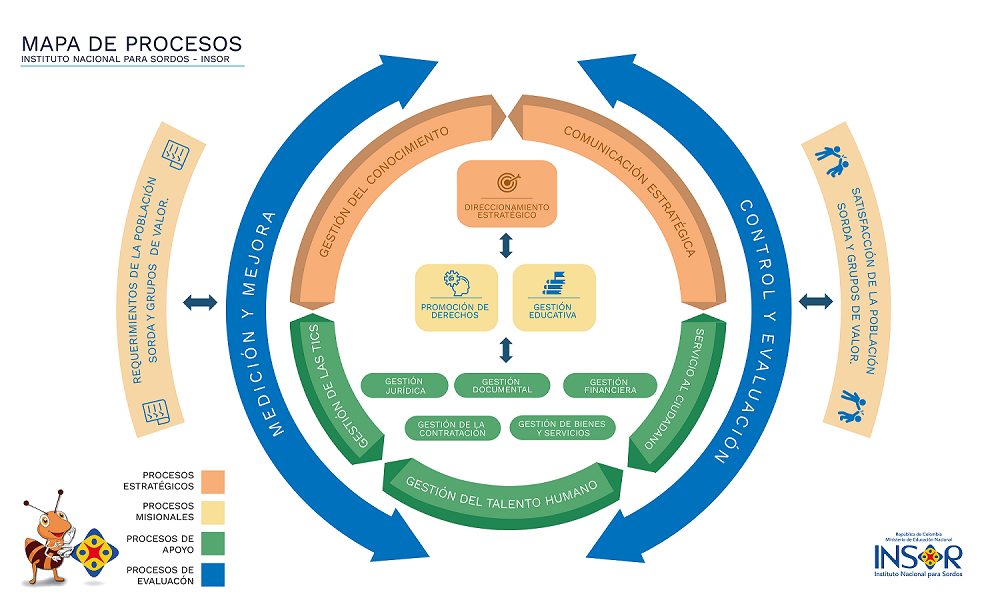 MAPA DE PROCESOS
INSTITUTO NACIONAL PARA SORDOS - INSOR
REQUERIMIENTOS DE LA POBLACIÓN
SORDA Y GRUPOS DE VALOR.
MEDICIÓN Y MEJORA
GESTIÓN DEL CONOCIMIENTO
COMUNICACIÓN ESTRATÉGICA
CONTROL Y EVALUACIÓN
SATISFACCIÓN DE LA POBLACIÓN
SORDA Y GRUPOS DE VALOR.
DIRECCIONAMIENTO
ESTRATÉGICO
PROMOCIÓN DE
DERECHOS
GESTIÓN
EDUCATIVA
GESTIÓN DE LAS TICS
SERVICIO AL CIUDADANO
GESTIÓN
JURÍDICA
GESTIÓN
DOCUMENTAL
GESTIÓN
FINANCIERA
GESTIÓN DE LA
CONTRATACIÓN
GESTIÓN DE BIENES
Y SERVICIOS
GESTIÓN DEL TALENTO HUMANO
PROCESOS
ESTRATÉGICOS
PROCESOS
MISIONALES
PROCESOS DE
APOYO
PROCESOS DE
EVALUACÓN
República de Colombia
Ministerio de Educación Nacional
INSOR
Instituto Nacional para Sordos